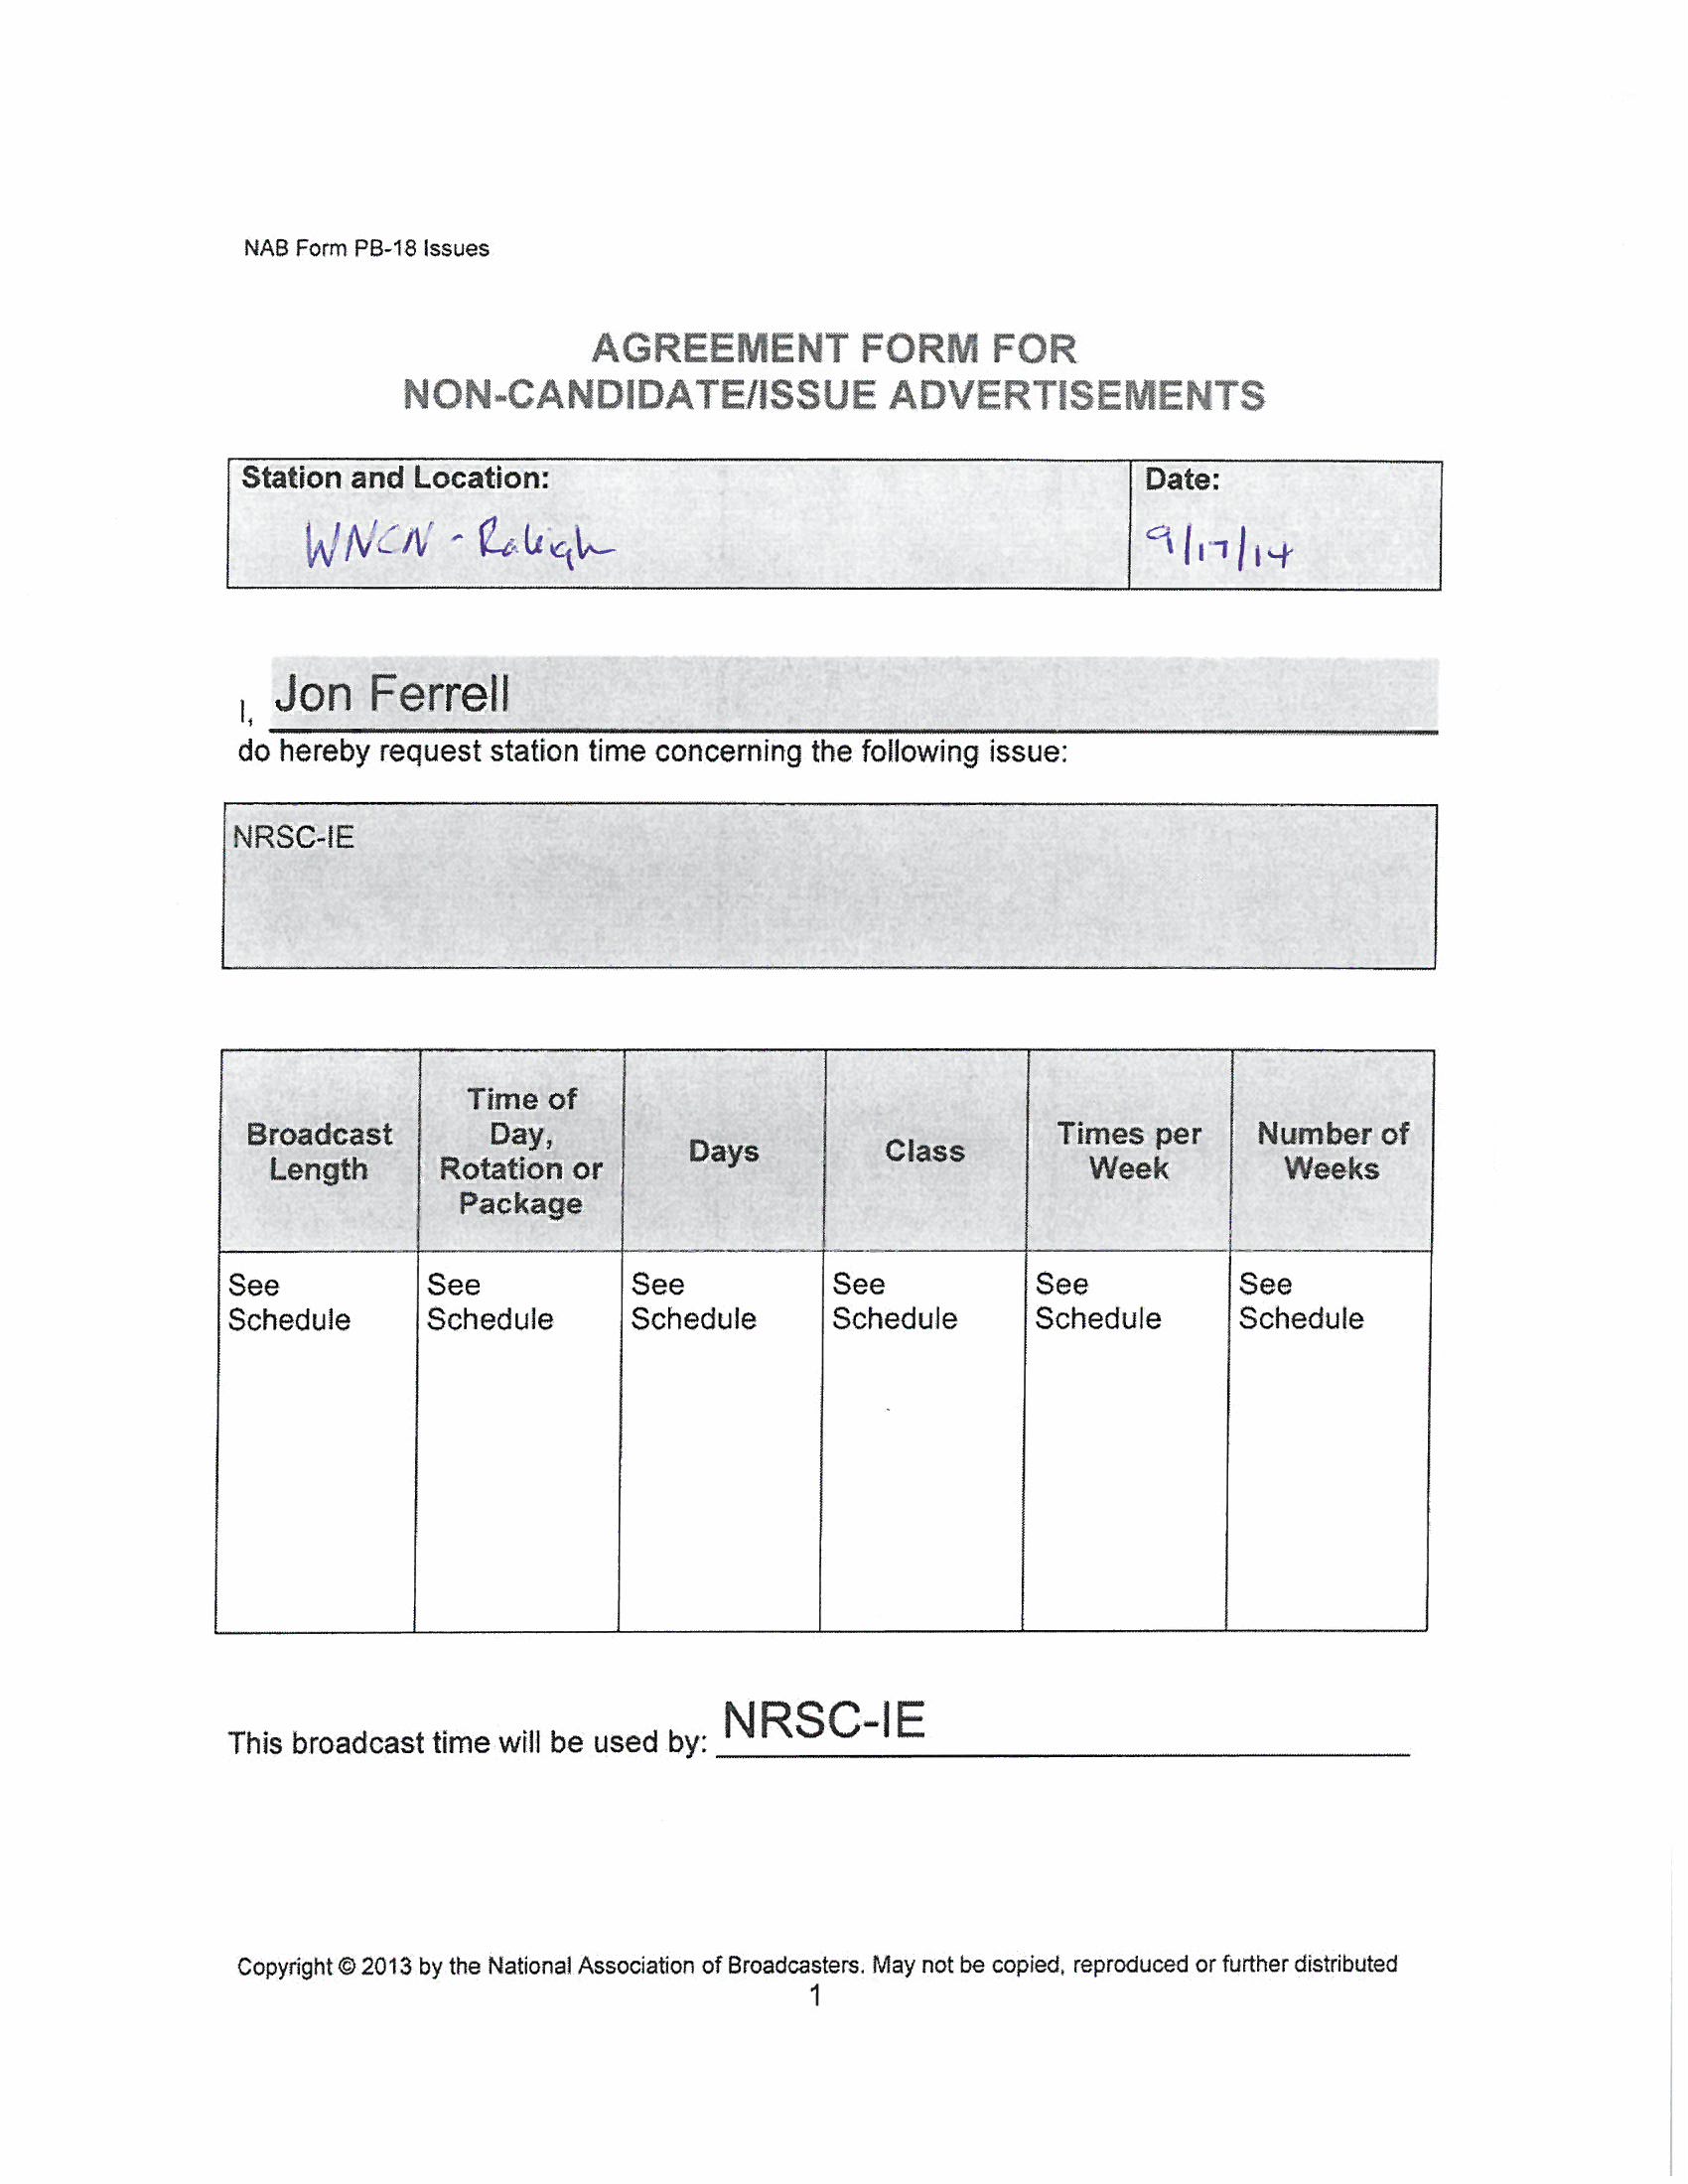 NAB Form PB-18 Issues
AGREEMENT FORM FOR
NON-CANDIDATE/ISSUE ADVERTISEMENTS
Station and Location:
Date:
WNCN - Raleigh
9/17/14
I, Jon Ferrell
do hereby request station time concerning the following issue:
NRSC-IE
Broadcast
Length
Time of
Day,
Rotation or
Package
Days
Class
Times per
Week
Number of
Weeks
See
Schedule
See
Schedule
See
Schedule
See
Schedule
See
Schedule
See
Schedule
This broadcast time will be used by: NRSC-IE
Copyright © 2013 by the National Association of Broadcasters. May not be copied, reproduced or further distributed
1